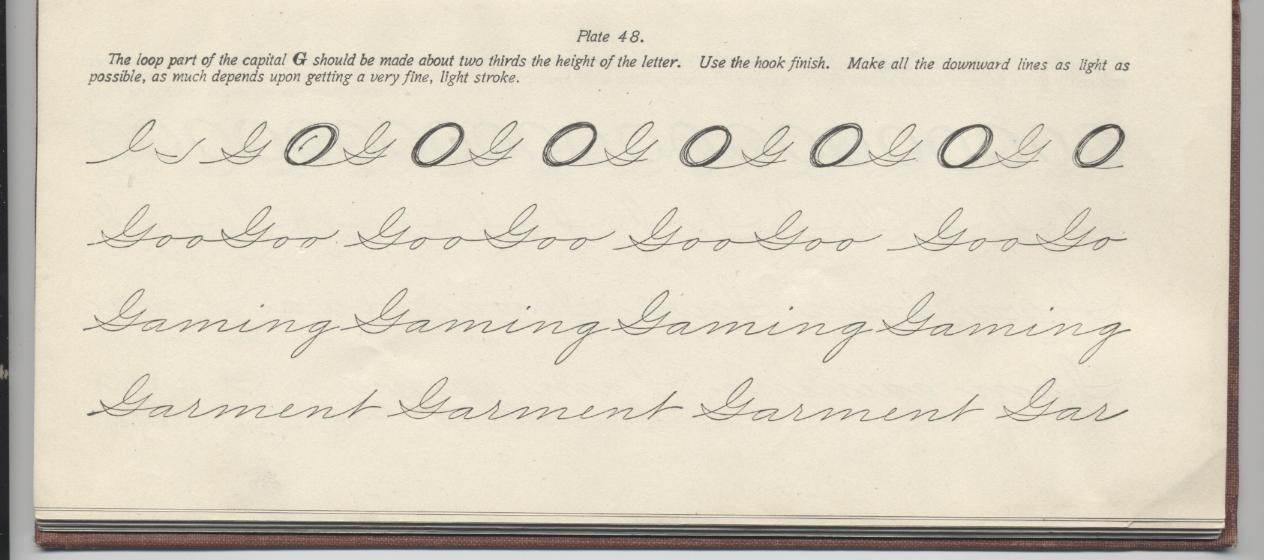 Plate 48.
The loop part of the capital G should be made about two thirds the height of the letter. Use the hook finish. Make all the downward lines as light as
possible, as much depends upon getting a very fine, light stroke.
G O G O G O G O G O G O G O
Goo Goo Goo Goo Goo Goo Goo Go
Gaming Gaming Gaming Gaming
Garment Garment Garment Gar